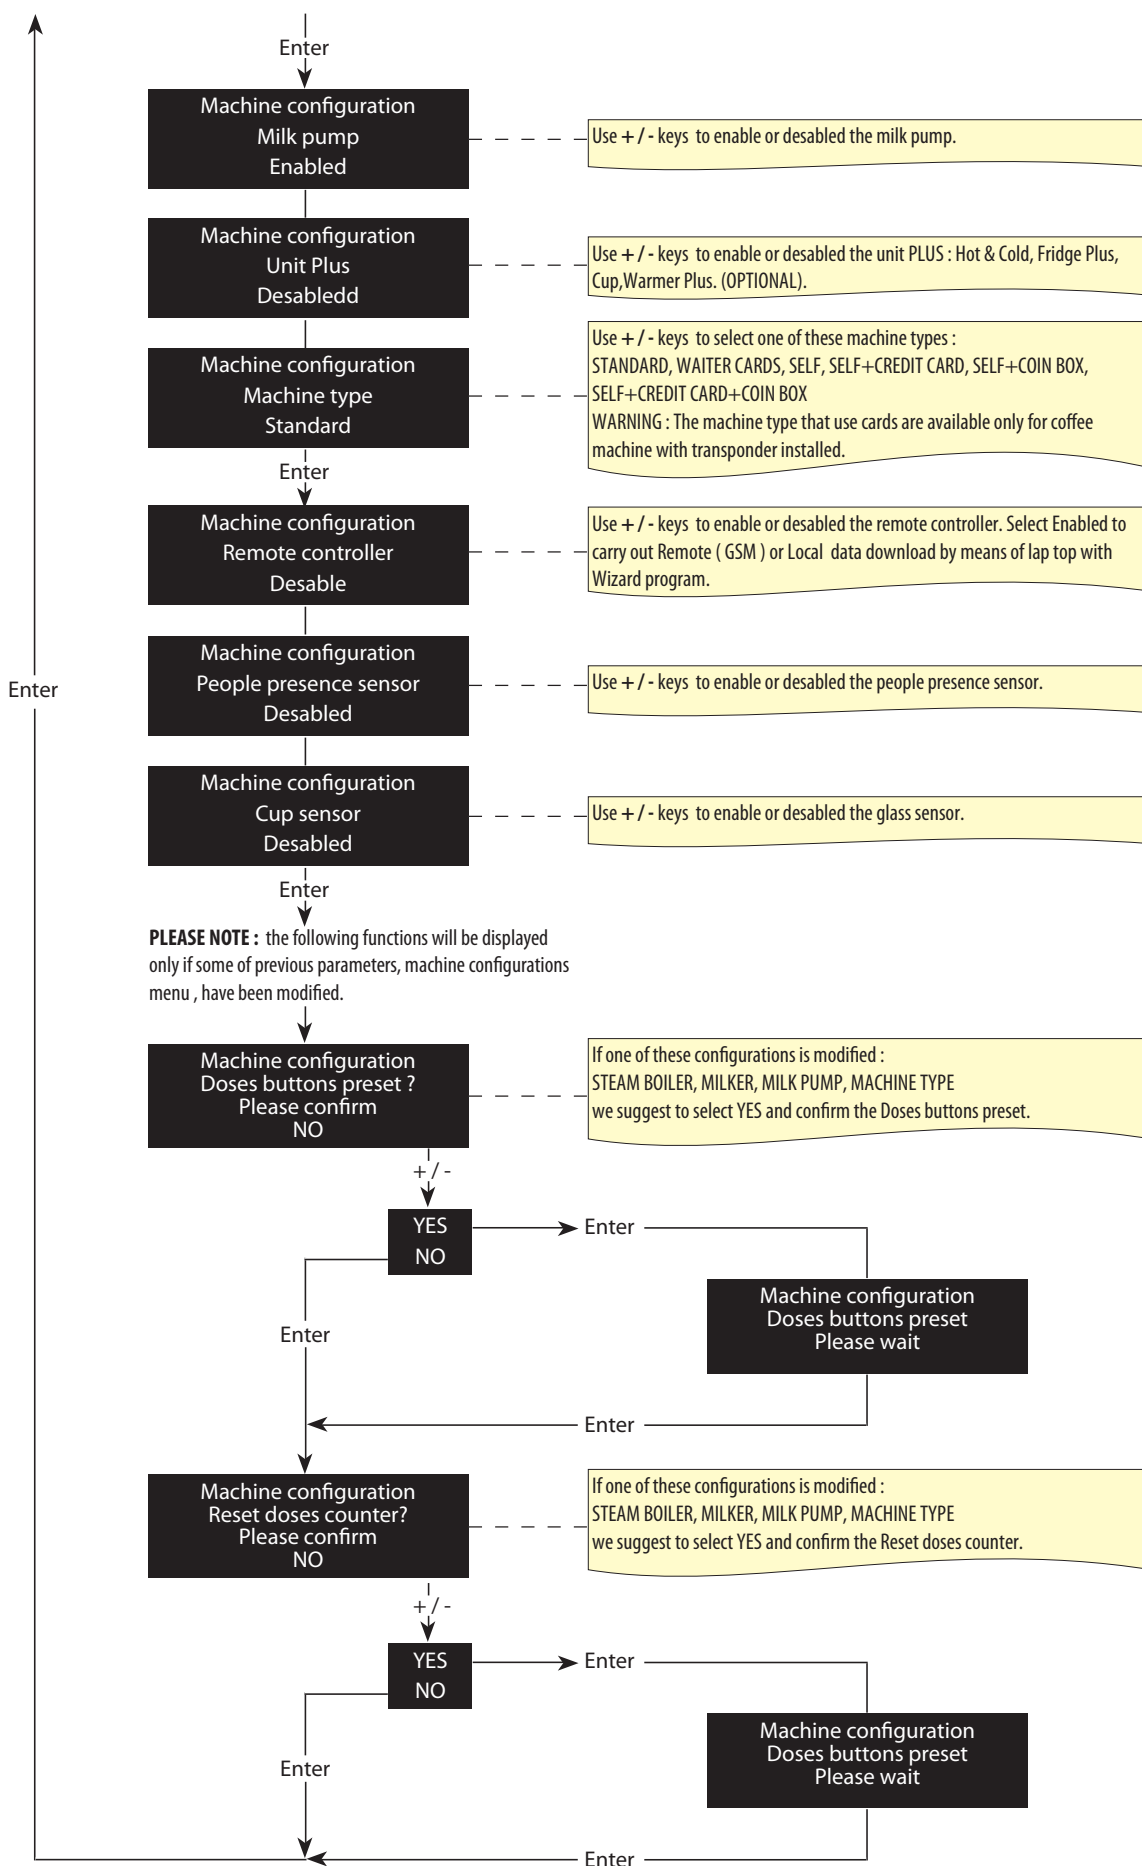 Enter
Machine configuration
Milk pump
Enabled
Use + / - keys  to enable or desabled the milk pump.
Machine configuration
Unit Plus
Desabledd
Use + / - keys  to enable or desabled the unit PLUS : Hot & Cold, Fridge Plus,
Cup,Warmer Plus. (OPTIONAL).
Machine configuration
Machine type
Standard
Use + / - keys  to select one of these machine types :
STANDARD, WAITER CARDS, SELF, SELF+CREDIT CARD, SELF+COIN BOX,
SELF+CREDIT CARD+COIN BOX
WARNING : The machine type that use cards are available only for coffee
machine with transponder installed.
Enter
Machine configuration
Remote controller
Desable
Use + / - keys  to enable or desabled the remote controller. Select Enabled to
carry out Remote ( GSM ) or Local  data download by means of lap top with
Wizard program.
Machine configuration
People presence sensor
Desabled
Use + / - keys  to enable or desabled the people presence sensor.
Enter
Machine configuration
Cup sensor
Desabled
Use + / - keys  to enable or desabled the glass sensor.
Enter
PLEASE NOTE :  the following functions will be displayed
only if some of previous parameters, machine configurations
menu , have been modified.
Machine configuration
Doses buttons preset ?
Please confirm
NO
If one of these configurations is modified :
STEAM BOILER, MILKER, MILK PUMP, MACHINE TYPE
we suggest to select YES and confirm the Doses buttons preset.
+ / -
YES
NO
Enter
Machine configuration
Doses buttons preset
Please wait
Enter
Enter
Machine configuration
Reset doses counter?
Please confirm
NO
If one of these configurations is modified :
STEAM BOILER, MILKER, MILK PUMP, MACHINE TYPE
we suggest to select YES and confirm the Reset doses counter.
+ / -
YES
NO
Enter
Machine configuration
Doses buttons preset
Please wait
Enter
Enter